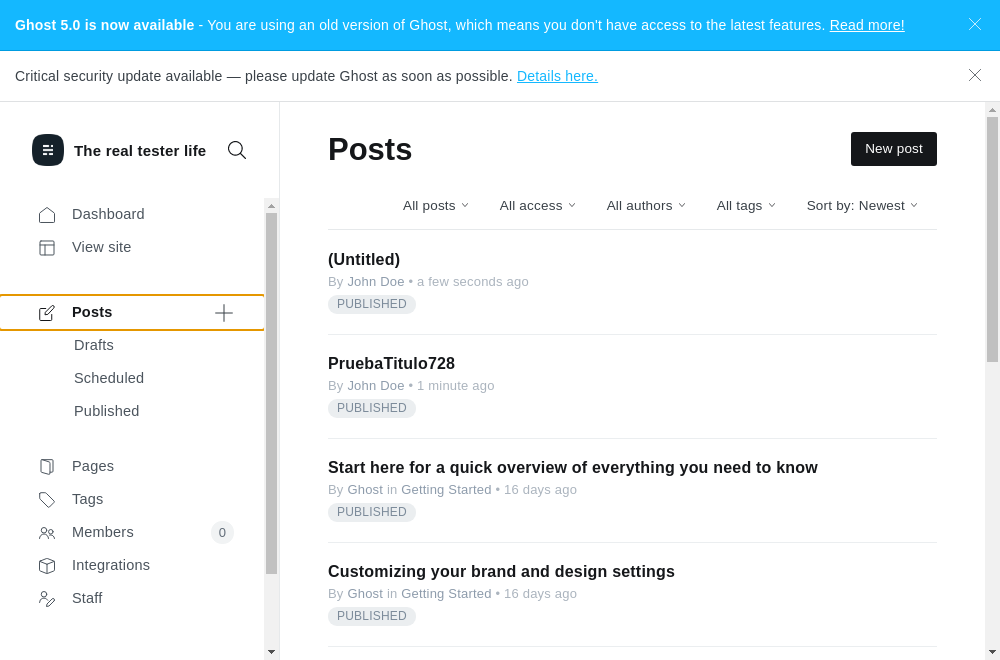 Ghost 5.0 is now available - You are using an old version of Ghost, which means you don't have access to the latest features. Read more!
Critical security update available — please update Ghost as soon as possible. Details here.
The real tester life
Dashboard
View site
Posts
Drafts
Scheduled
Published
Pages
Tags
Members 0
Integrations
Staff
Posts
New post
All posts All access All authors All tags Sort by: Newest
(Untitled)
By John Doe • a few seconds ago
PUBLISHED
PruebaTitulo728
By John Doe • 1 minute ago
PUBLISHED
Start here for a quick overview of everything you need to know
By Ghost in Getting Started • 16 days ago
PUBLISHED
Customizing your brand and design settings
By Ghost in Getting Started • 16 days ago
PUBLISHED